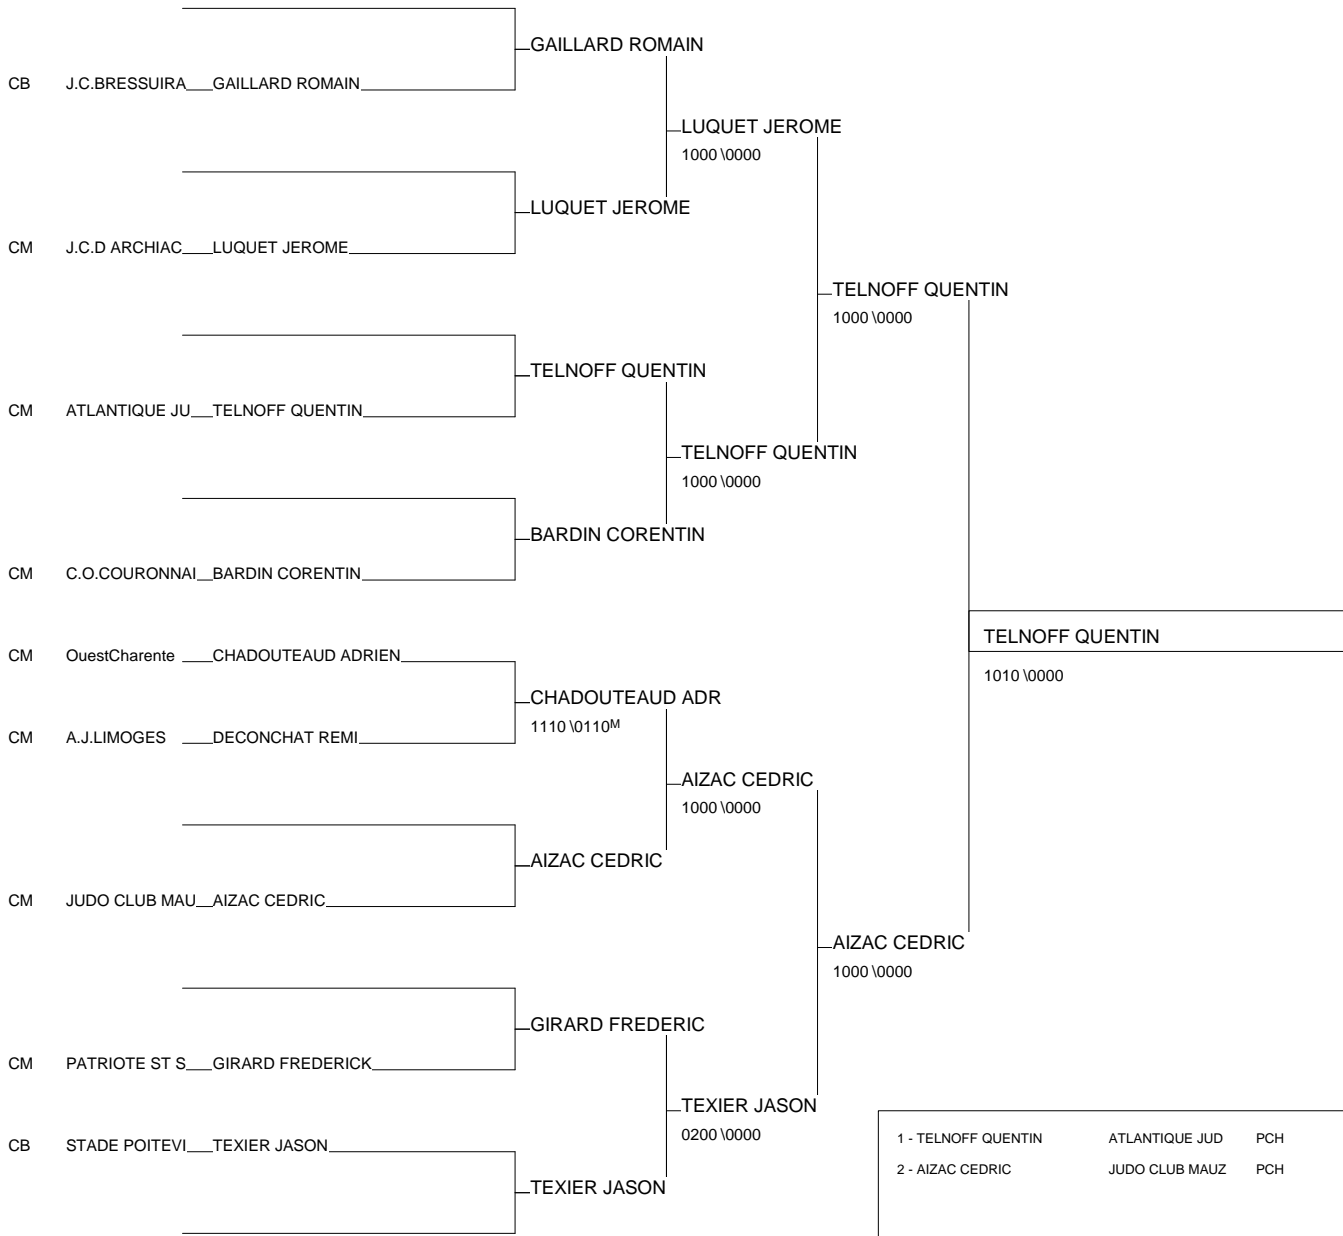 GAILLARD ROMAIN
CB J.C.BRESSUIRA GAILLARD ROMAIN
LUQUET JEROME
1000 \0000
LUQUET JEROME
CM J.C.D ARCHIAC LUQUET JEROME
TELNOFF QUENTIN
1000 \0000
TELNOFF QUENTIN
CM ATLANTIQUE JU TELNOFF QUENTIN
TELNOFF QUENTIN
1000 \0000
BARDIN CORENTIN
CM C.O.COURONNAI BARDIN CORENTIN
TELNOFF QUENTIN
1010 \0000
CM OuestCharente CHADOUTEAUD ADRIEN
CHADOUTEAUD ADR
1110 \0110M
CM A.J.LIMOGES DECONCHAT REMI
AIZAC CEDRIC
1000 \0000
AIZAC CEDRIC
CM JUDO CLUB MAU AIZAC CEDRIC
AIZAC CEDRIC
1000 \0000
GIRARD FREDERIC
CM PATRIOTE ST S GIRARD FREDERICK
TEXIER JASON
0200 \0000
CB STADE POITEVI TEXIER JASON
TEXIER JASON
1 - TELNOFF QUENTIN ATLANTIQUE JUD PCH
2 - AIZAC CEDRIC JUDO CLUB MAUZ PCH